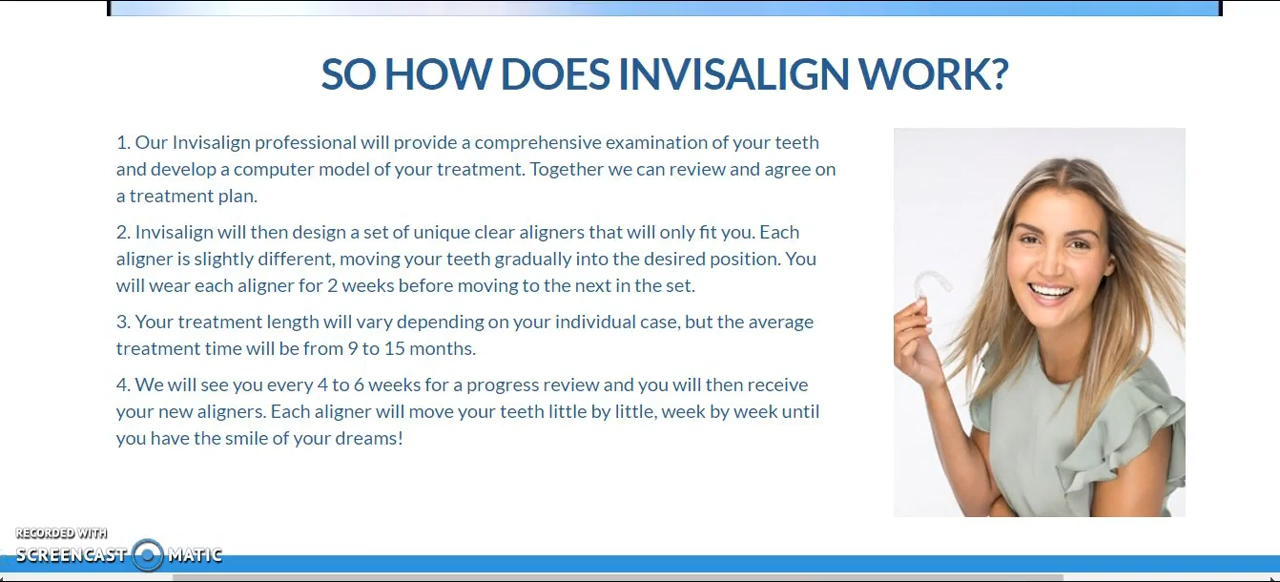 SO HOW DOES INVISALIGN WORK?
1. Our Invisalign professional will provide a comprehensive examination of your teeth
and develop a computer model of your treatment. Together we can review and agree on
a treatment plan.
2. Invisalign will then design a set of unique clear aligners that will only fit you. Each
aligner is slightly different, moving your teeth gradually into the desired position. You
will wear each aligner for 2 weeks before moving to the next in the set.
3. Your treatment length will vary depending on your individual case, but the average
treatment time will be from 9 to 15 months.
4. We will see you every 4 to 6 weeks for a progress review and you will then receive
your new aligners. Each aligner will move your teeth little by little, week by week until
you have the smile of your dreams!
RECORDED WITH
SCREENCAST MATIC